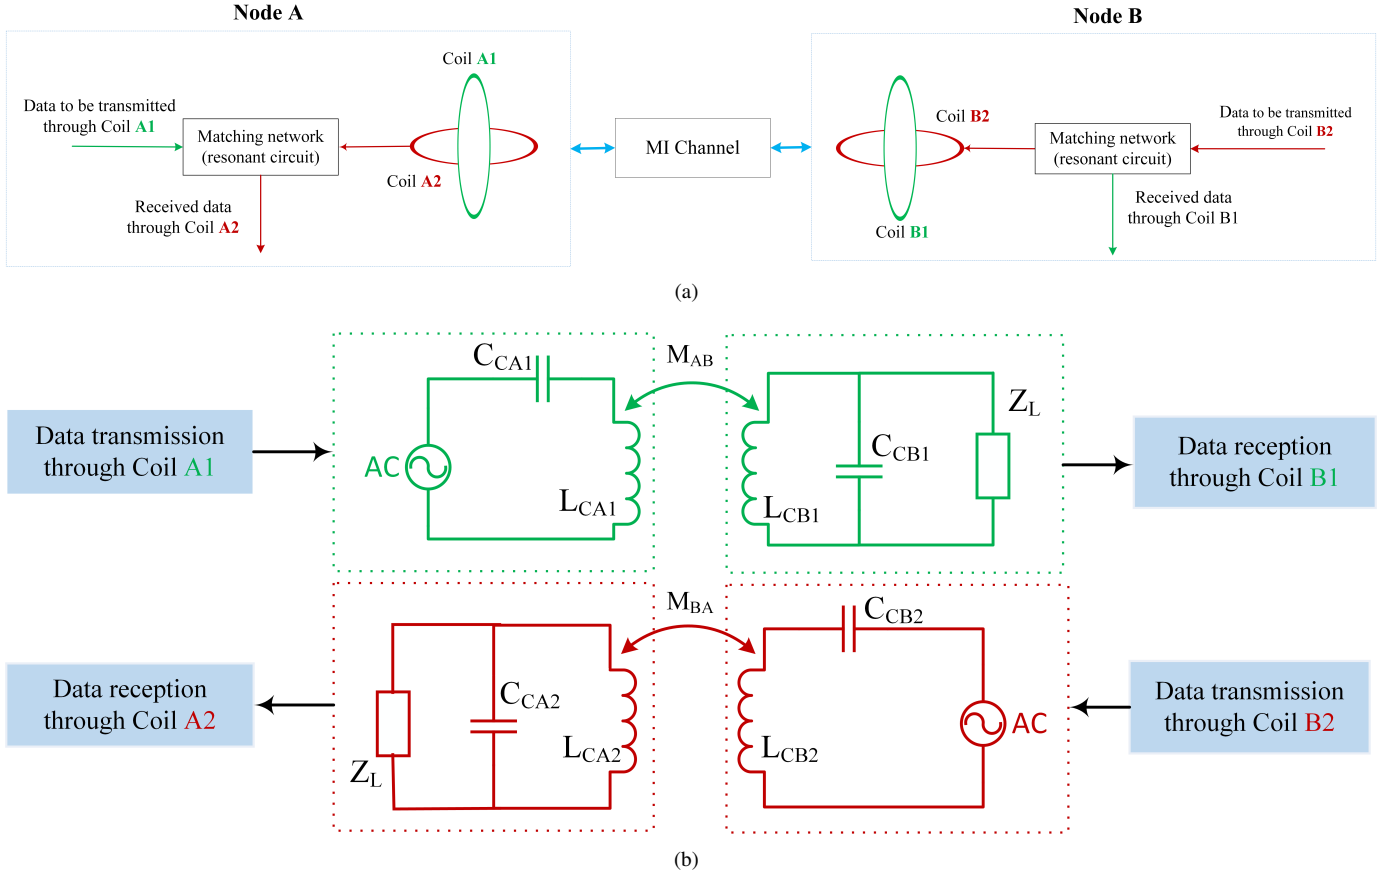 Node A
Node B
Coil A1
Data to be transmitted
through Coil A1
Matching network
(resonant circuit)
Coil A2
Received data
through Coil A2
MI Channel
Coil B2
Coil B1
Matching network
(resonant circuit)
Data to be transmitted
through Coil B2
Received data
through Coil B1
(a)
Data transmission
through Coil A1
CCA1
AC
LCA1
MAB
LCB1
CCB1
ZL
Data reception
through Coil B1
Data reception
through Coil A2
ZL
CCA2
LCA2
MBA
LCB2
CCB2
AC
Data transmission
through Coil B2
(b)